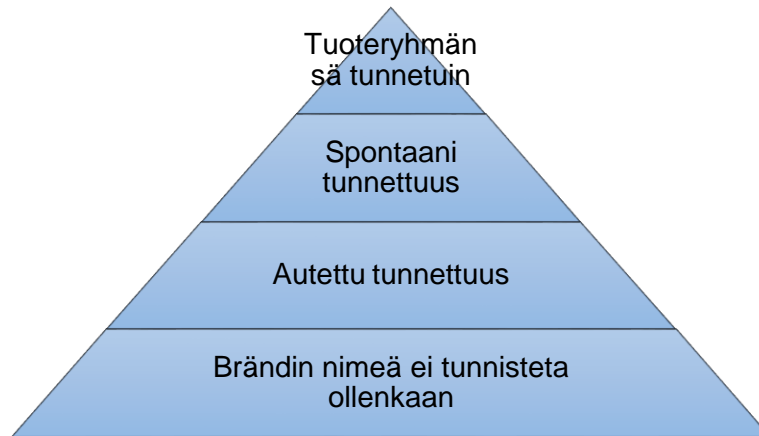 Tuoteryhmän
sä tunnetuin
Spontaani
tunnettuus
Autettu tunnettuus
Brändin nimeä ei tunnisteta
ollenkaan